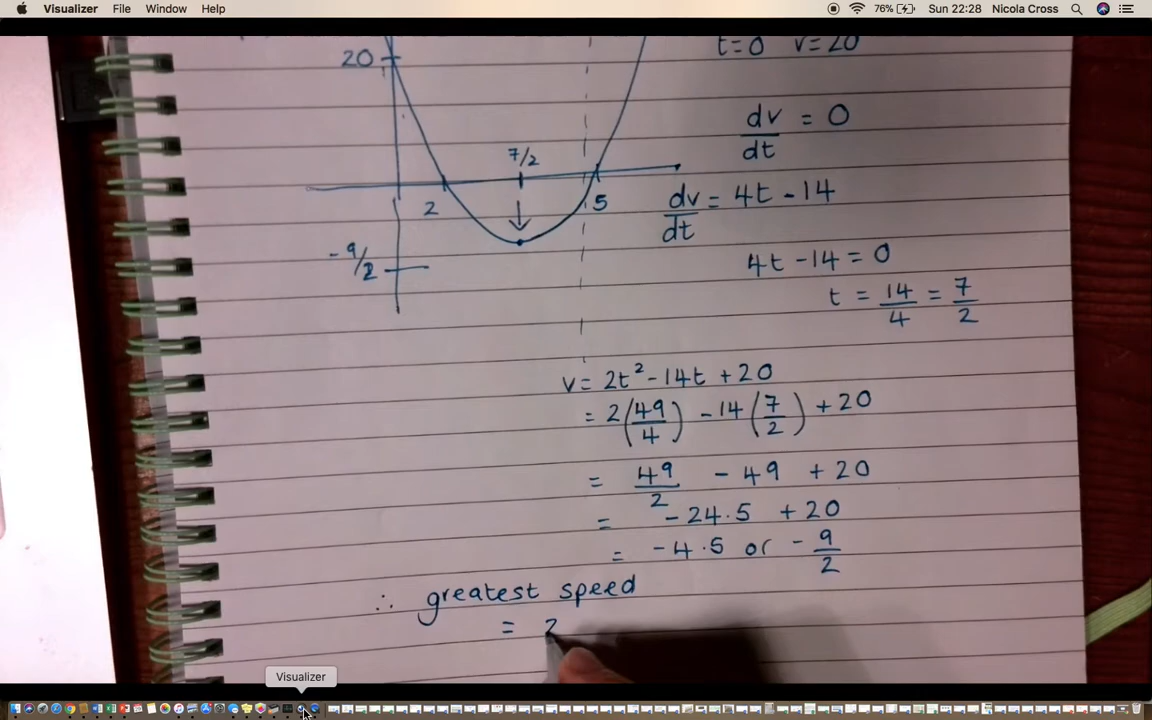 Visualizer File Edit Window Help 76% Sun 22:28 Nicola Cross
t=0 v=20
20
dv/dt = 0
7/2
2 5
dv/dt = 4t - 14
-9/2
4t - 14 = 0
t = 14/4 = 7/2
v = 2t² - 14t + 20
= 2(49/4) - 14(7/2) + 20
= 49/2 - 49 + 20
= -24.5 + 20
= -4.5 or -9/2
∴ greatest speed
= 2
Visualizer